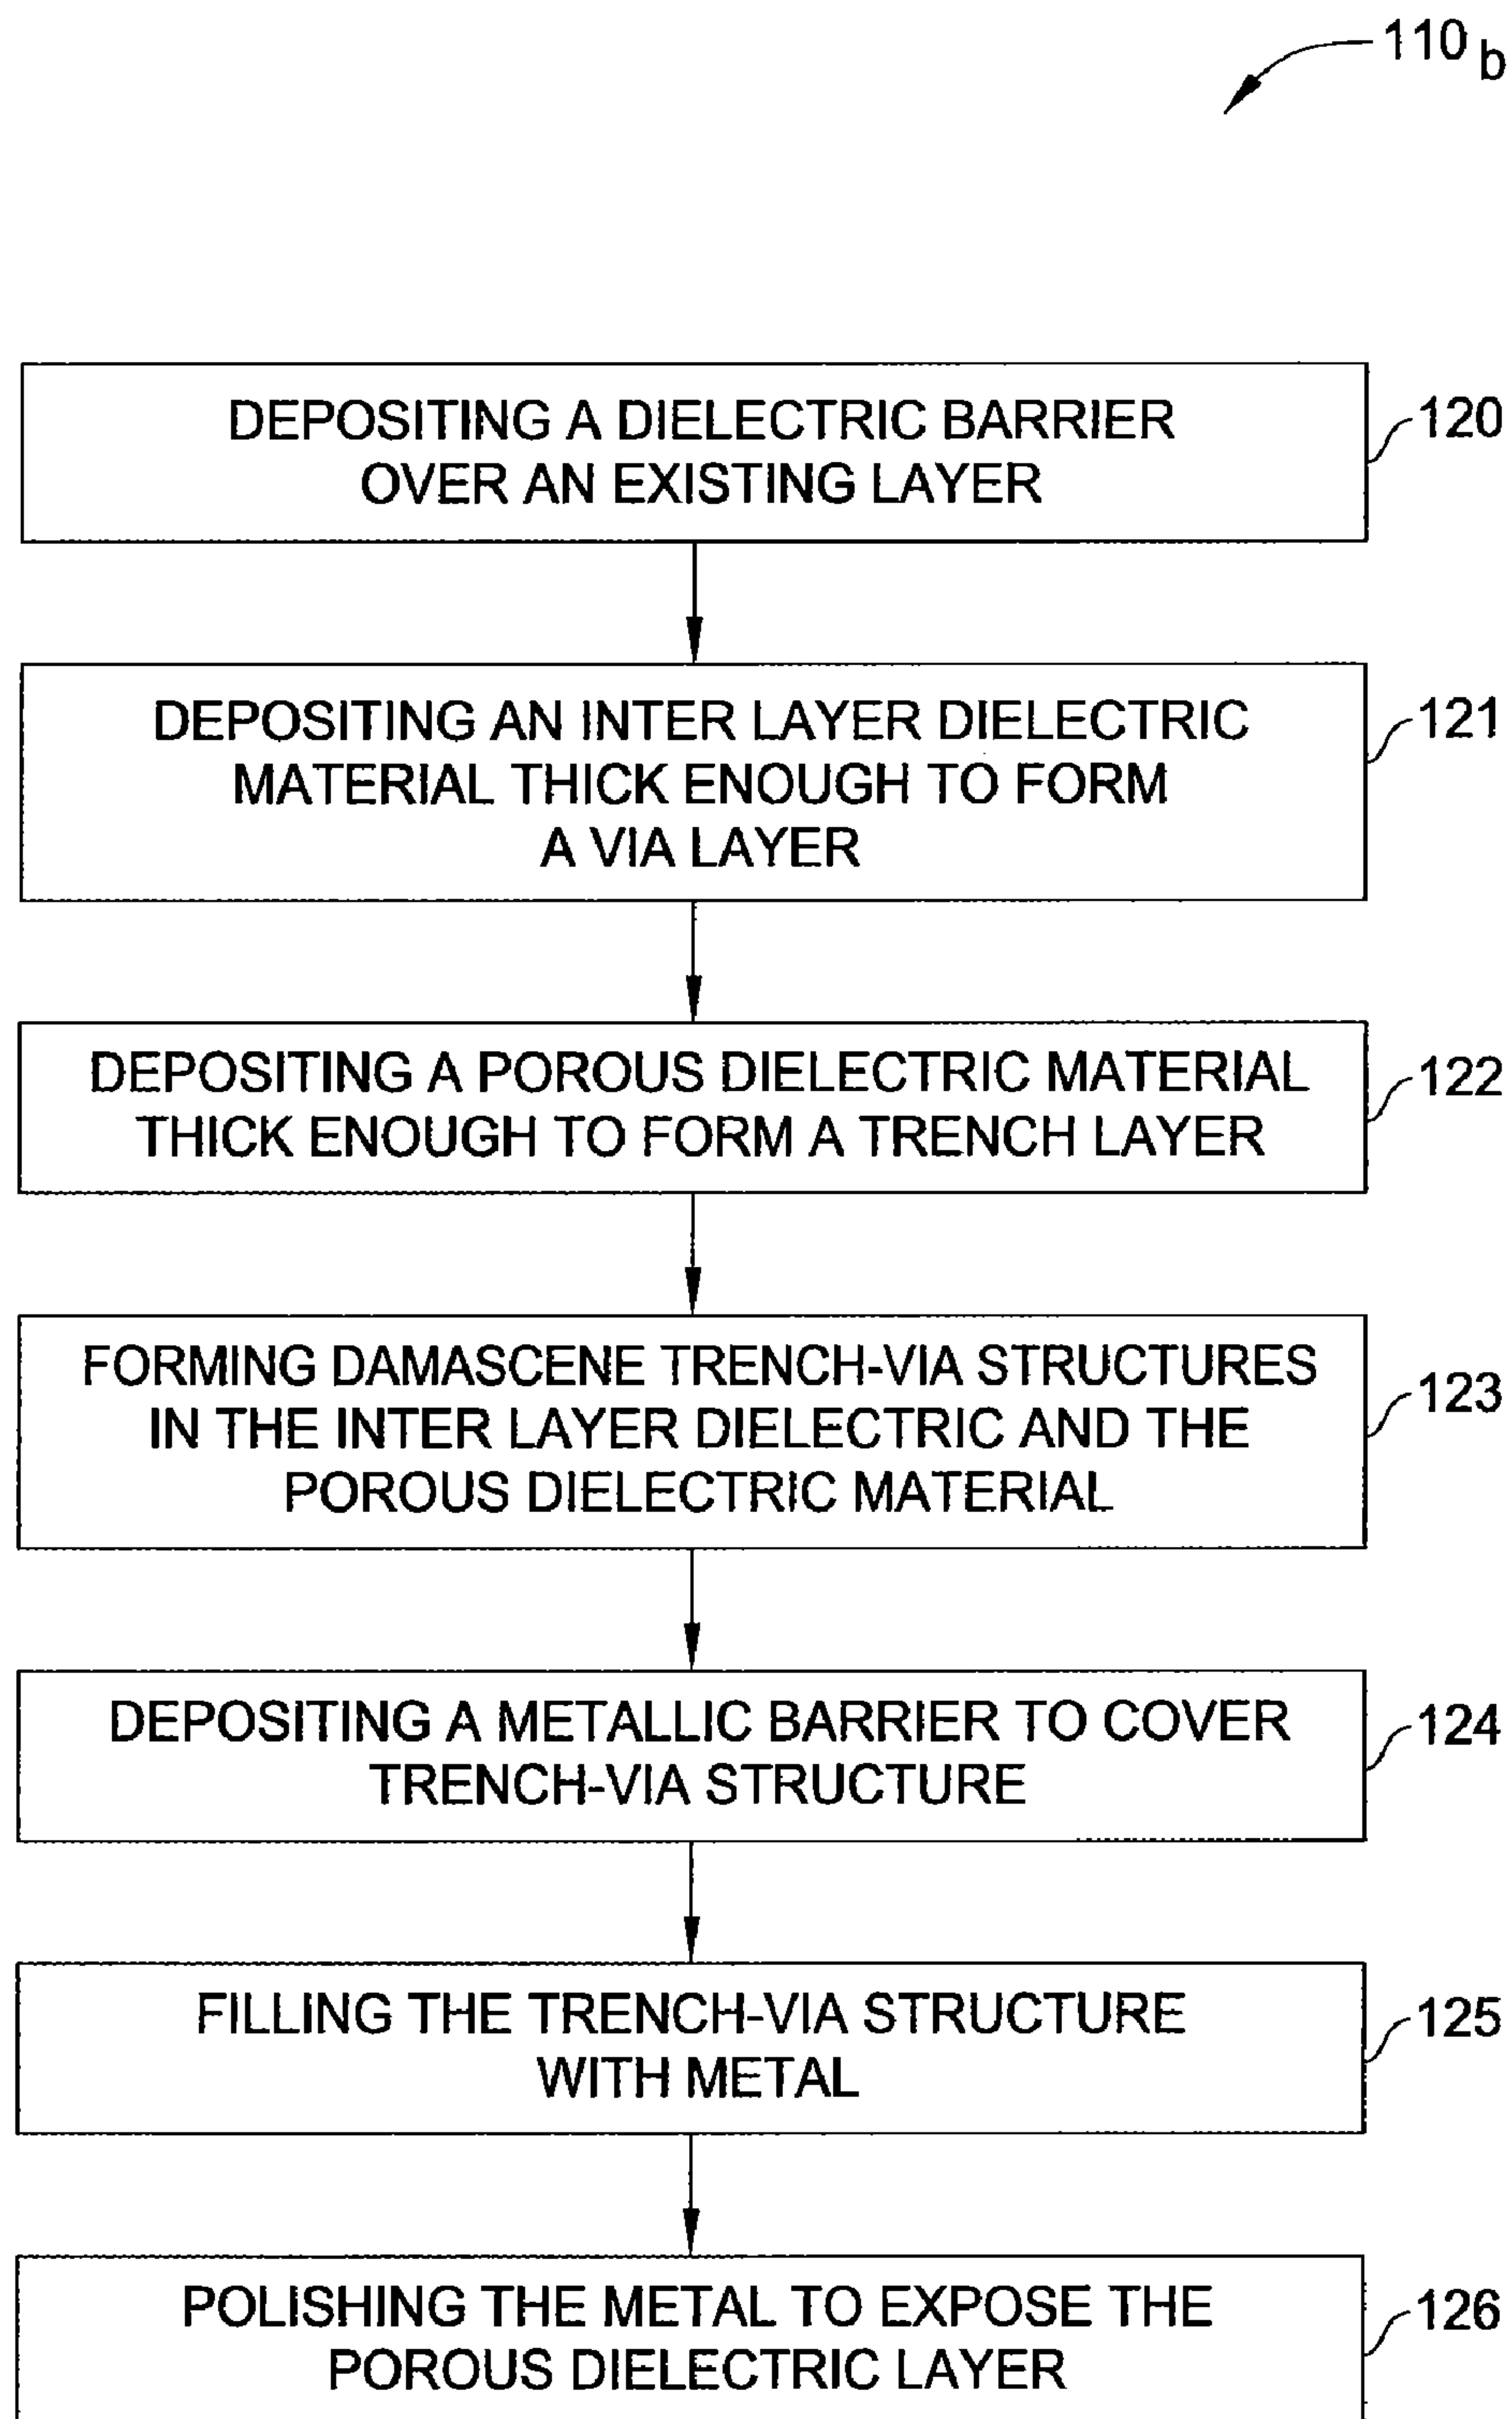 110b
DEPOSITING A DIELECTRIC BARRIER
OVER AN EXISTING LAYER
120
DEPOSITING AN INTER LAYER DIELECTRIC
MATERIAL THICK ENOUGH TO FORM
A VIA LAYER
121
DEPOSITING A POROUS DIELECTRIC MATERIAL
THICK ENOUGH TO FORM A TRENCH LAYER
122
FORMING DAMASCENE TRENCH-VIA STRUCTURES
IN THE INTER LAYER DIELECTRIC AND THE
POROUS DIELECTRIC MATERIAL
123
DEPOSITING A METALLIC BARRIER TO COVER
TRENCH-VIA STRUCTURE
124
FILLING THE TRENCH-VIA STRUCTURE
WITH METAL
125
POLISHING THE METAL TO EXPOSE THE
POROUS DIELECTRIC LAYER
126